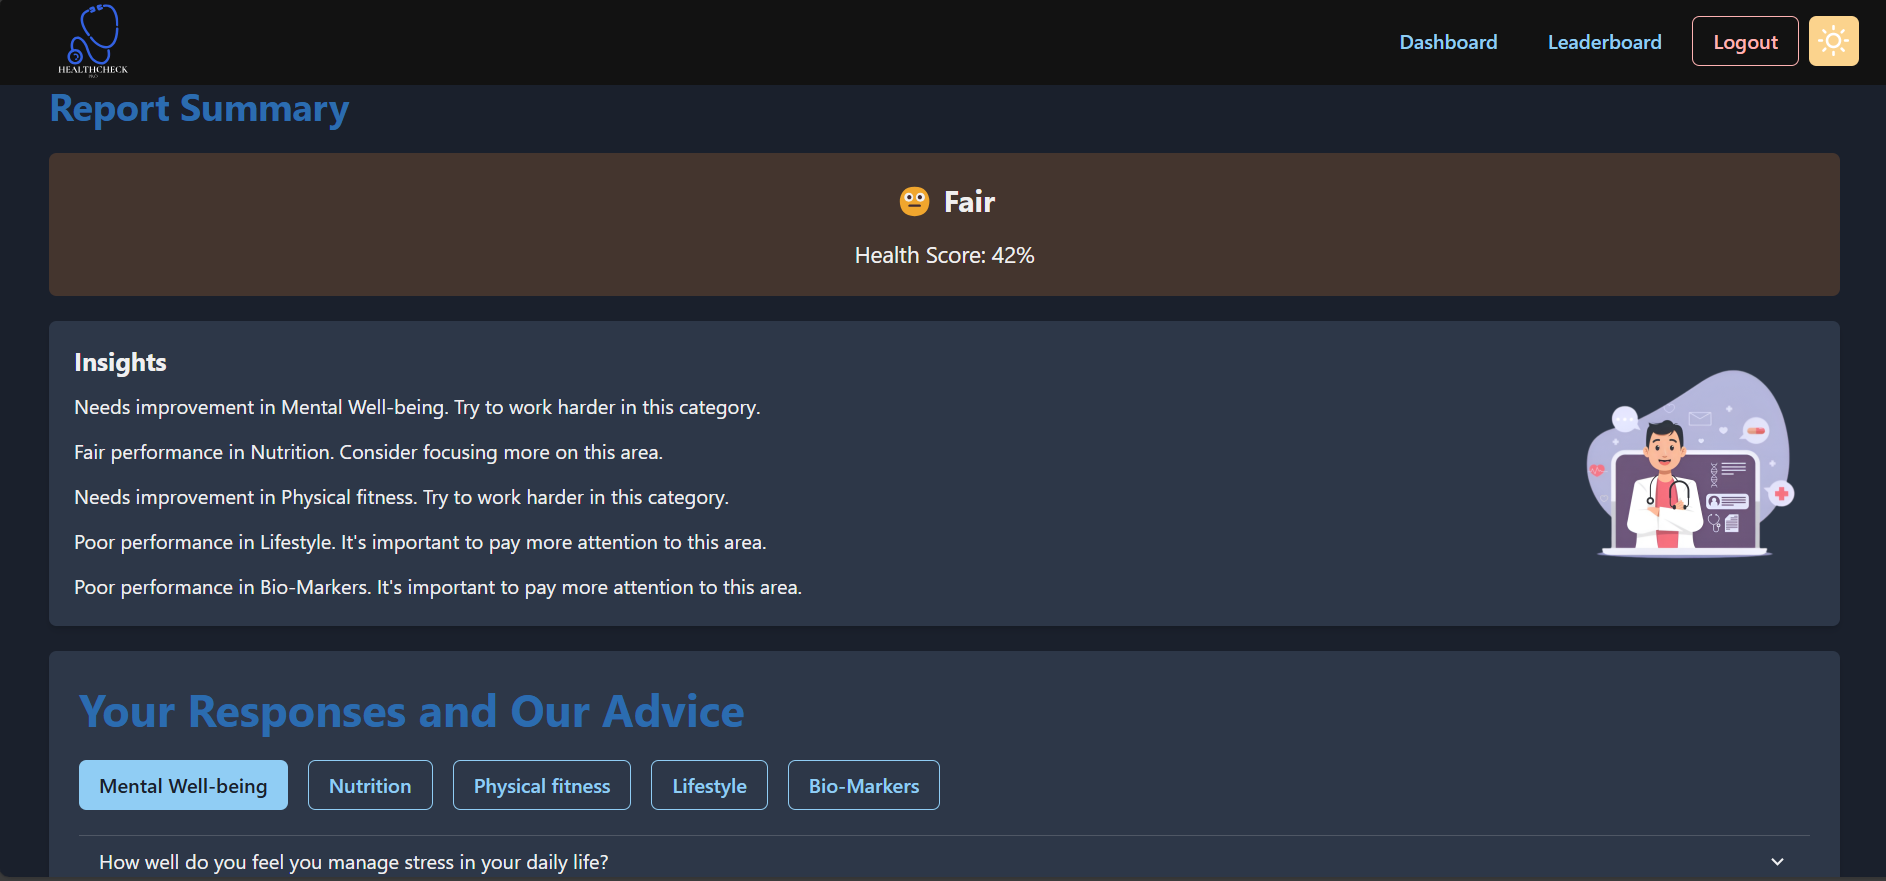 HEALTHCHECK
Dashboard
Leaderboard
Logout
Report Summary
Fair
Health Score: 42%
Insights
Needs improvement in Mental Well-being. Try to work harder in this category.
Fair performance in Nutrition. Consider focusing more on this area.
Needs improvement in Physical fitness. Try to work harder in this category.
Poor performance in Lifestyle. It's important to pay more attention to this area.
Poor performance in Bio-Markers. It's important to pay more attention to this area.
Your Responses and Our Advice
Mental Well-being
Nutrition
Physical fitness
Lifestyle
Bio-Markers
How well do you feel you manage stress in your daily life?